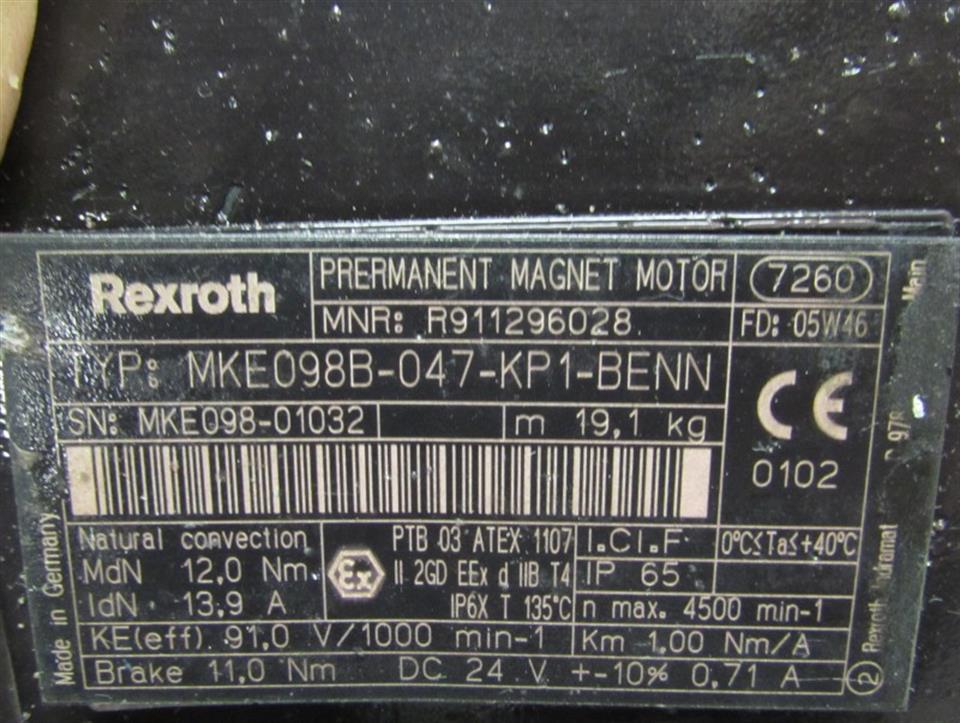 Rexroth
PRERMANENT MAGNET MOTOR
7260
MNR: R911296028
FD: 05W46
TYP: MKE098B-047-KP1-BENN
SN: MKE098-01032
m 19,1 kg
CE
0102
Natural convection
MdN 12,0 Nm
IdN 13,9 A
Ex
PTB 03 ATEX 1107
II 2GD EEx d IIB T4
IP6X T 135°C
I.Cl.F
0°C≤Ta≤+40°C
IP 65
n max. 4500 min-1
KE(eff) 91,0 V/1000 min-1
Km 1,00 Nm/A
Brake 11,0 Nm DC 24 V +-10% 0,71 A
2
Made in Germany
Rexroth Indramat
Main